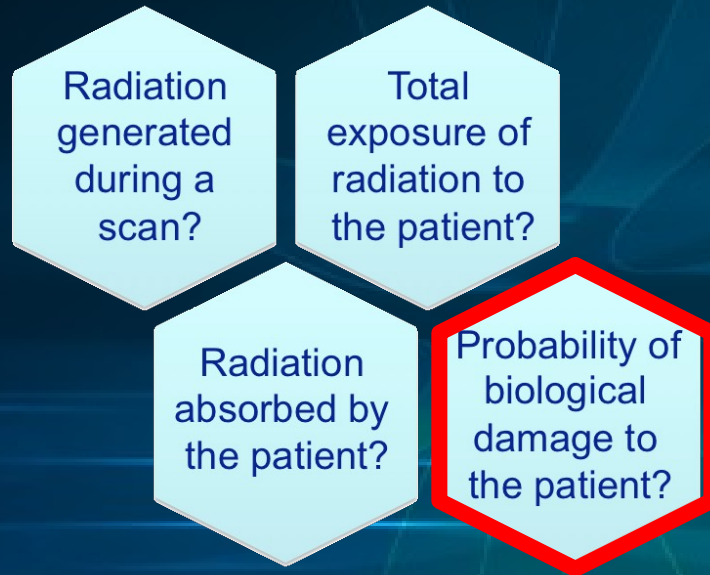 Radiation
generated
during a
scan?
Total
exposure of
radiation to
the patient?
Radiation
absorbed by
the patient?
Probability of
biological
damage to
the patient?